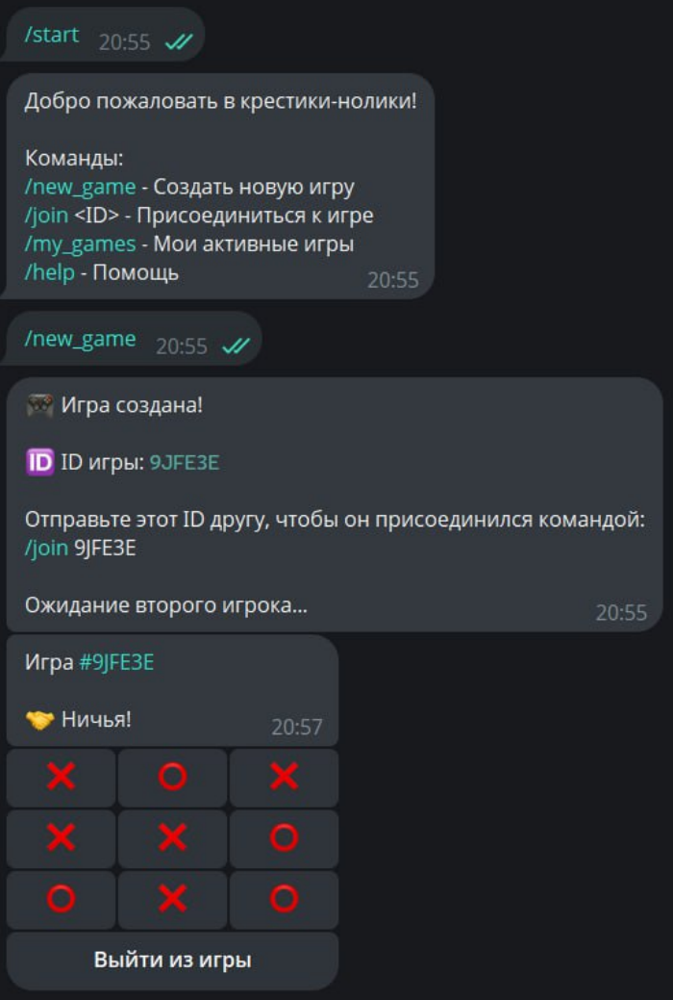 /start 20:55
Добро пожаловать в крестики-нолики!
Команды:
/new_game - Создать новую игру
/join <ID> - Присоединиться к игре
/my_games - Мои активные игры
/help - Помощь 20:55
/new_game 20:55
🎮 Игра создана!
🆔 ID игры: 9JFE3E
Отправьте этот ID другу, чтобы он присоединился командой:
/join 9JFE3E
Ожидание второго игрока... 20:55
Игра #9JFE3E
🤝 Ничья! 20:57
❌ ⭕ ❌
❌ ❌ ⭕
⭕ ❌ ⭕
Выйти из игры